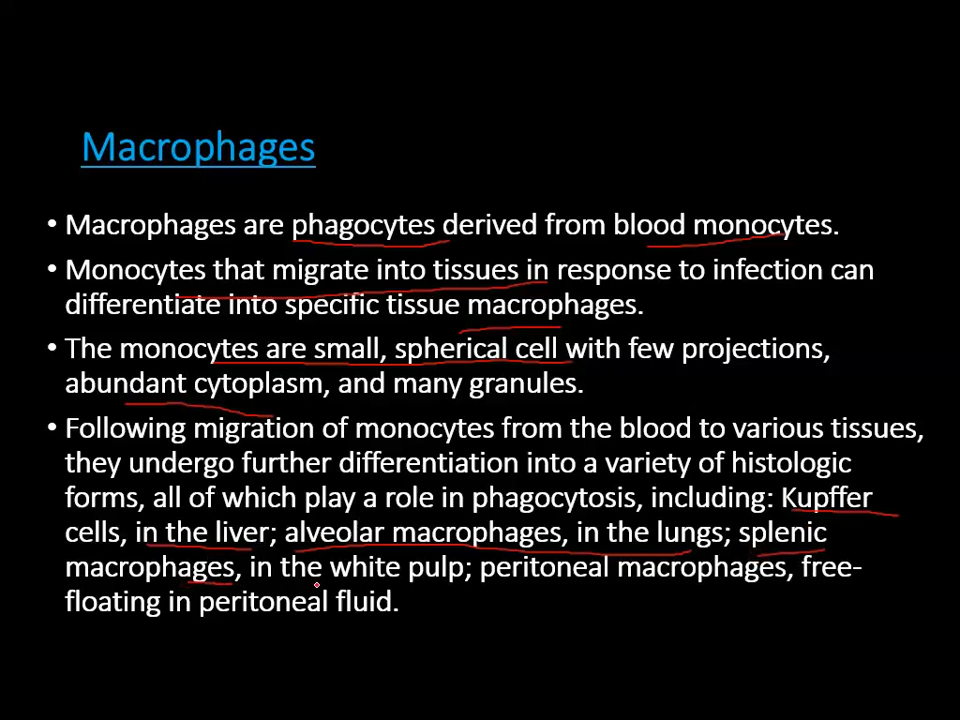 Macrophages
• Macrophages are phagocytes derived from blood monocytes.
• Monocytes that migrate into tissues in response to infection can
differentiate into specific tissue macrophages.
• The monocytes are small, spherical cell with few projections,
abundant cytoplasm, and many granules.
• Following migration of monocytes from the blood to various tissues,
they undergo further differentiation into a variety of histologic
forms, all of which play a role in phagocytosis, including: Kupffer
cells, in the liver; alveolar macrophages, in the lungs; splenic
macrophages, in the white pulp; peritoneal macrophages, free-
floating in peritoneal fluid.